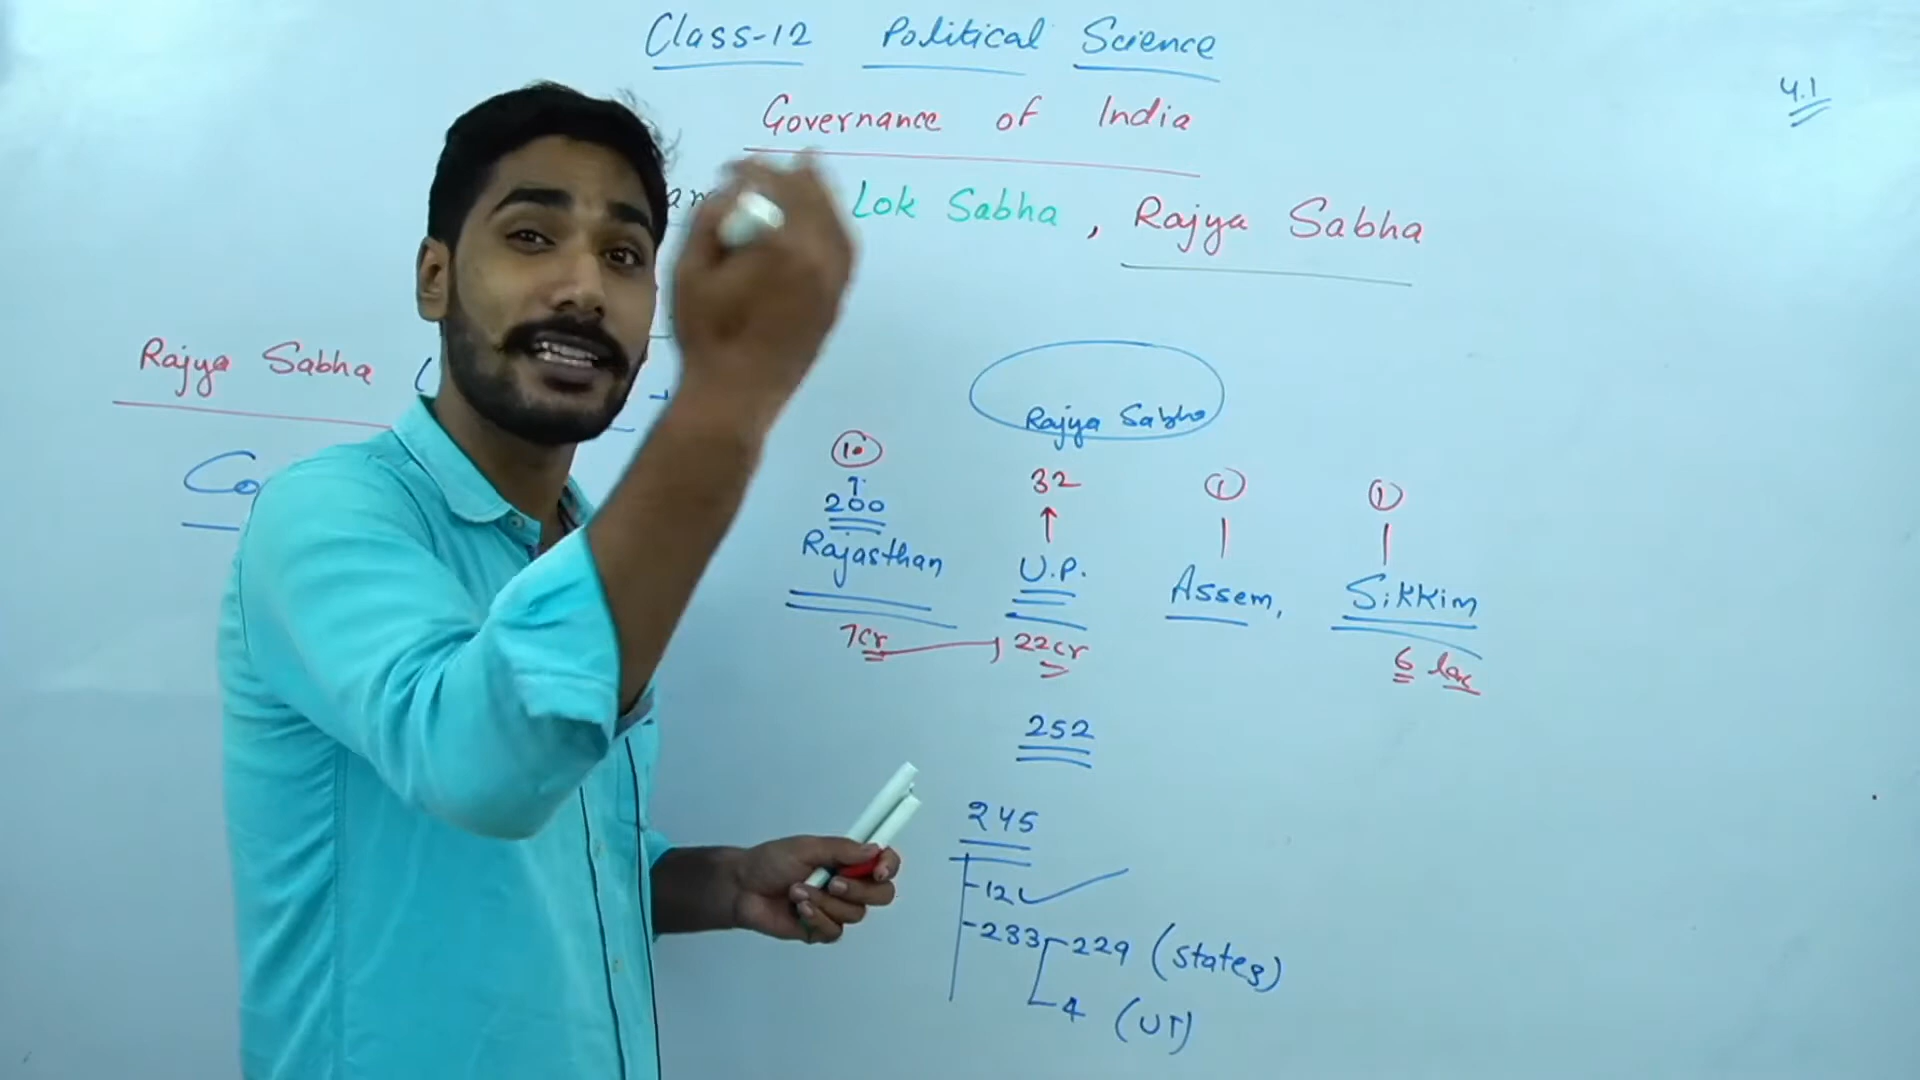 Class-12 Political Science
4.1
Governance of India
Lok Sabha, Rajya Sabha
Rajya Sabha (
Rajya Sabha
10 32 1 1
200
Rajasthan U.P. Assem, Sikkim
7cr 22cr 6 lac
252
245
-12
-233 -229 (states)
4 (UT)